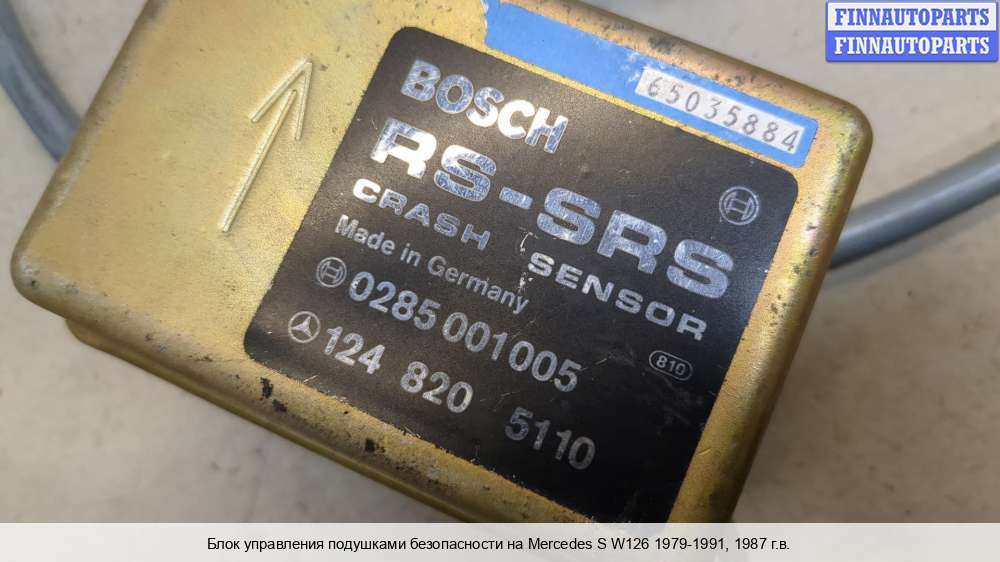 FINNAUTOPARTS
FINNAUTOPARTS
65035884
BOSCH
RS-SRS
CRASH SENSOR
Made in Germany
0285 001005
810
124 820 5110
Блок управления подушками безопасности на Mercedes S W126 1979-1991, 1987 г.в.